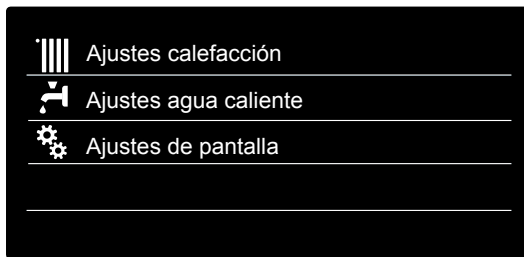 Ajustes calefacción
Ajustes agua caliente
Ajustes de pantalla